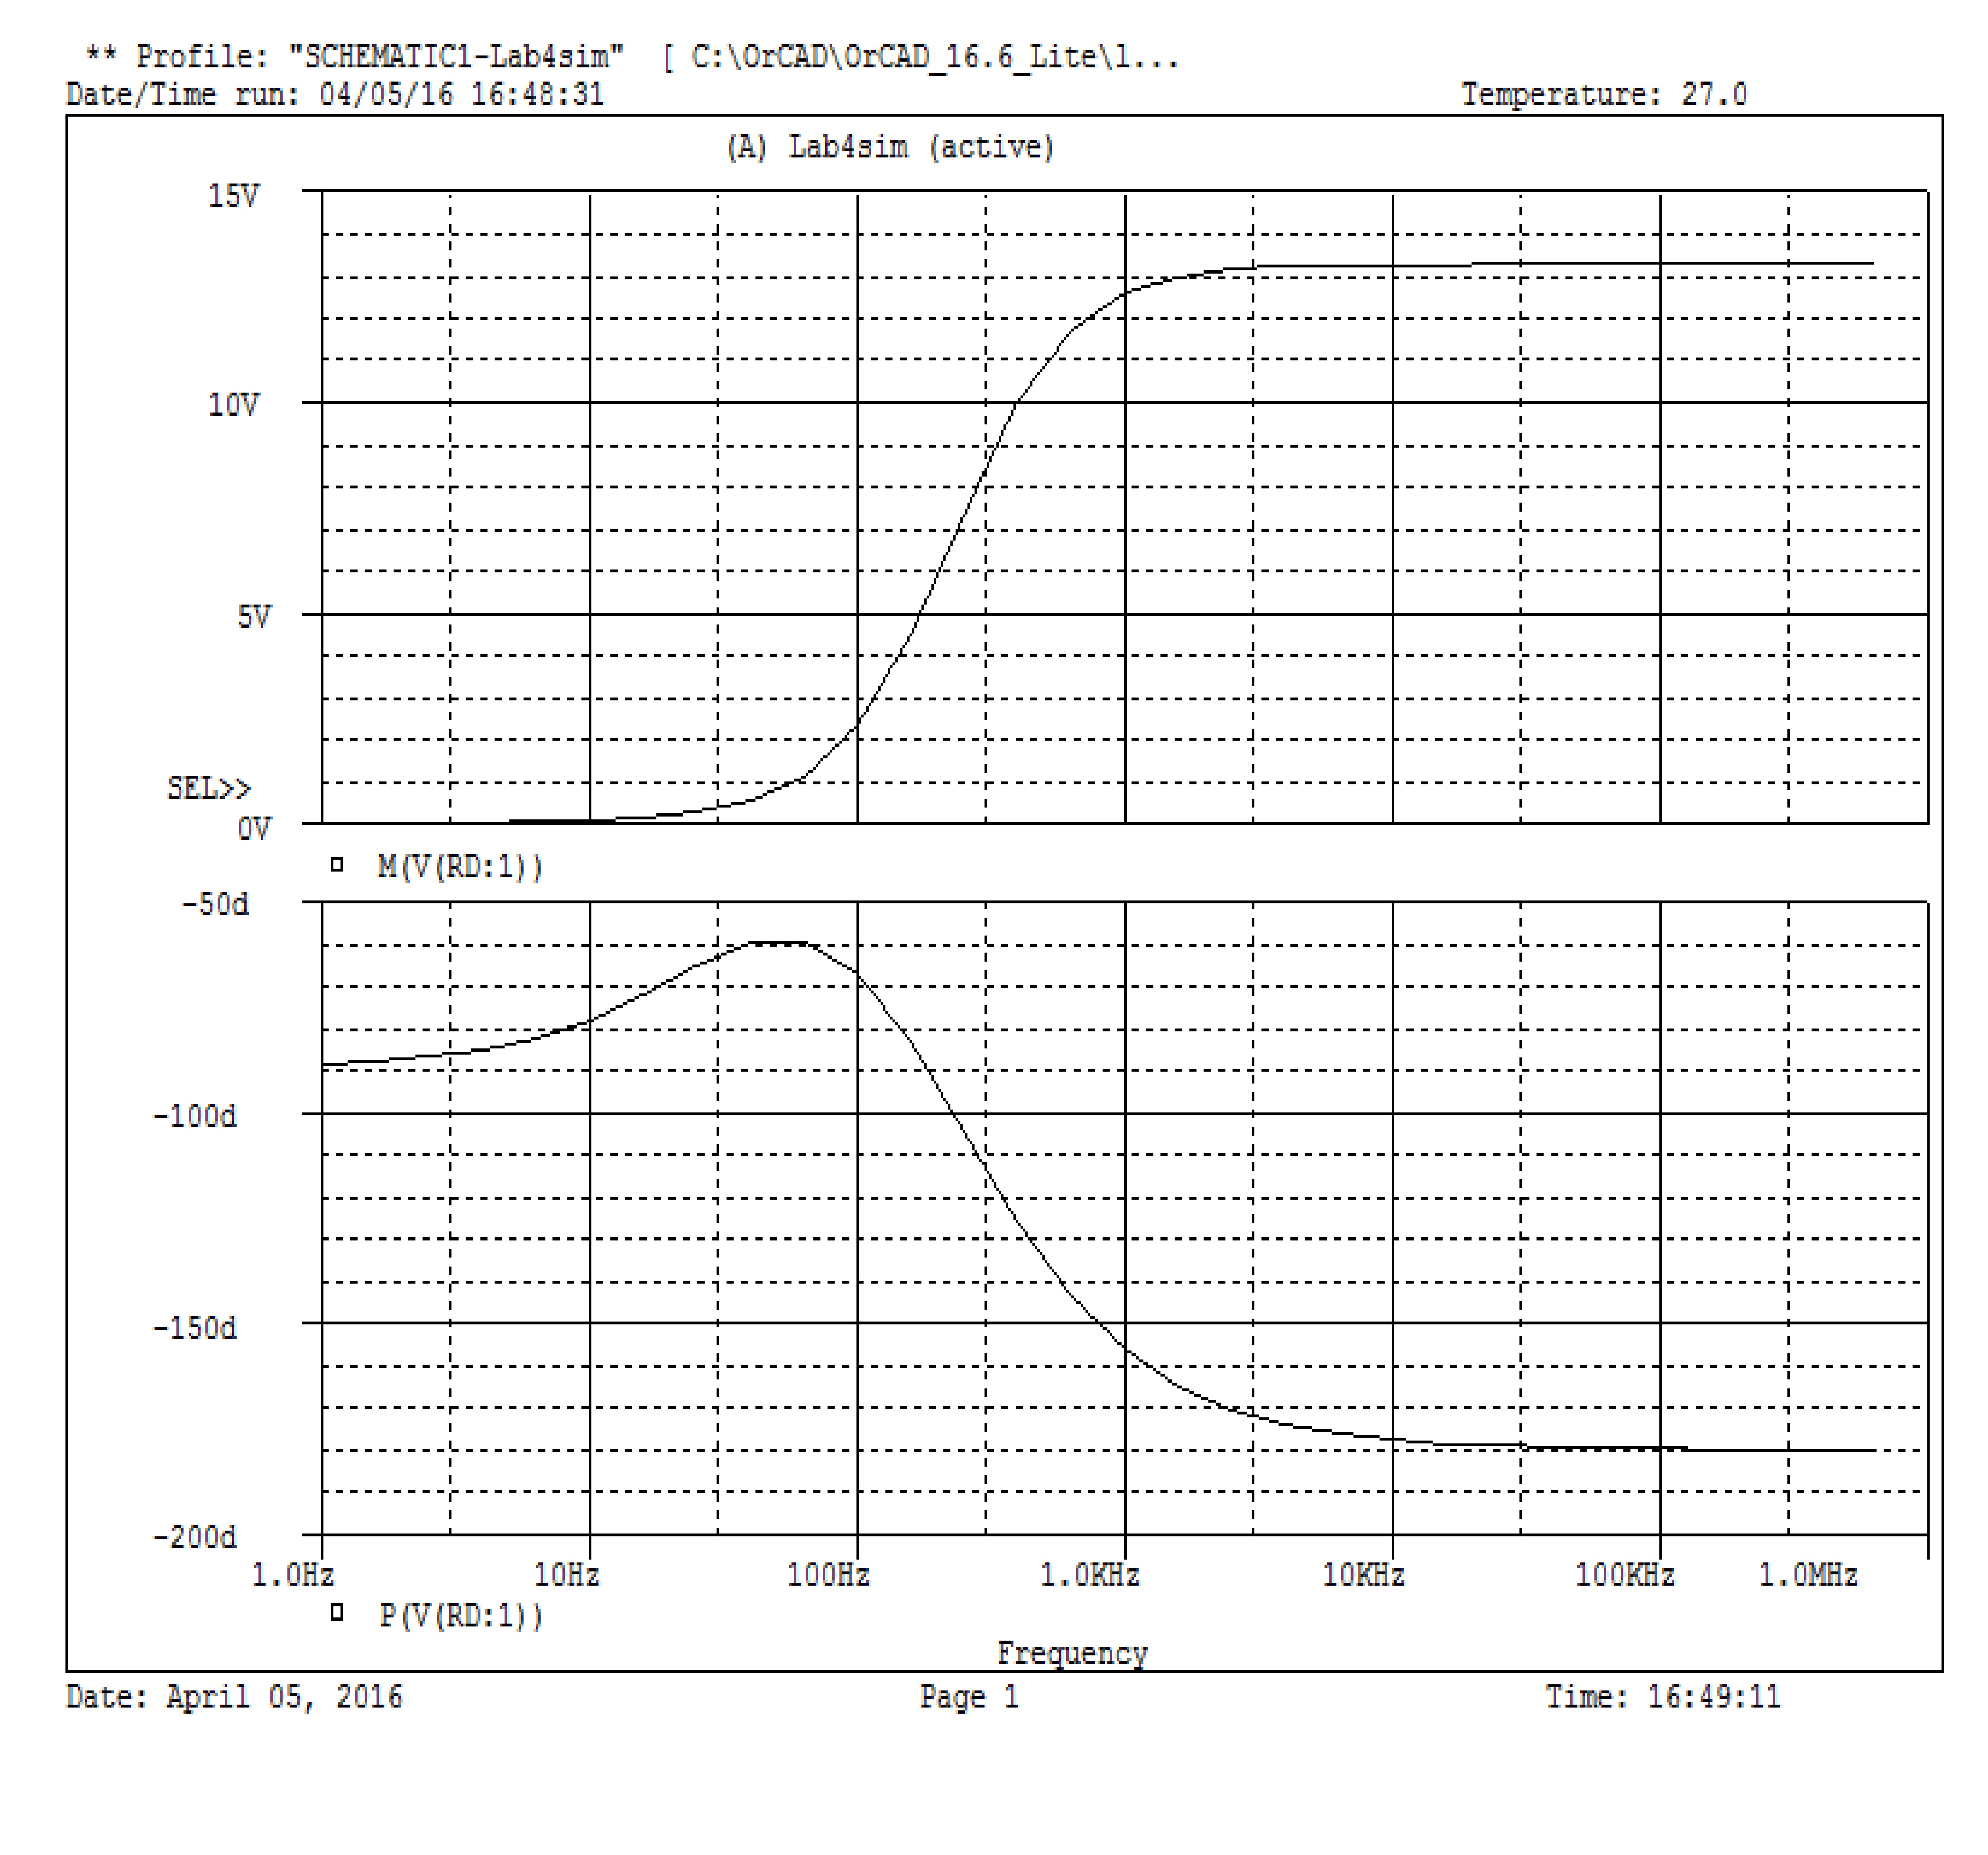 ** Profile: "SCHEMATIC1-Lab4sim"  [ C:\OrCAD\OrCAD_16.6_Lite\l...
Date/Time run: 04/05/16 16:48:31 Temperature: 27.0
(A) Lab4sim (active)
15V
10V
5V
SEL>>
0V
M(V(RD:1))
-50d
-100d
-150d
-200d
1.0Hz 10Hz 100Hz 1.0KHz 10KHz 100KHz 1.0MHz
P(V(RD:1))
Frequency
Date: April 05, 2016 Page 1 Time: 16:49:11